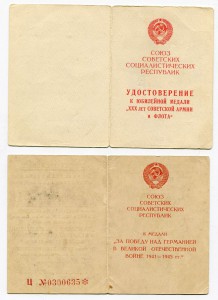 СОЮЗ
СОВЕТСКИХ
СОЦИАЛИСТИЧЕСКИХ
РЕСПУБЛИК
УДОСТОВЕРЕНИЕ
К ЮБИЛЕЙНОЙ МЕДАЛИ
„XXX ЛЕТ СОВЕТСКОЙ АРМИИ
И ФЛОТА“
СОЮЗ
СОВЕТСКИХ
СОЦИАЛИСТИЧЕСКИХ
РЕСПУБЛИК
К МЕДАЛИ
„ЗА ПОБЕДУ НАД ГЕРМАНИЕЙ
В ВЕЛИКОЙ ОТЕЧЕСТВЕННОЙ
ВОЙНЕ 1941—1945 гг.“
Ц №0300635